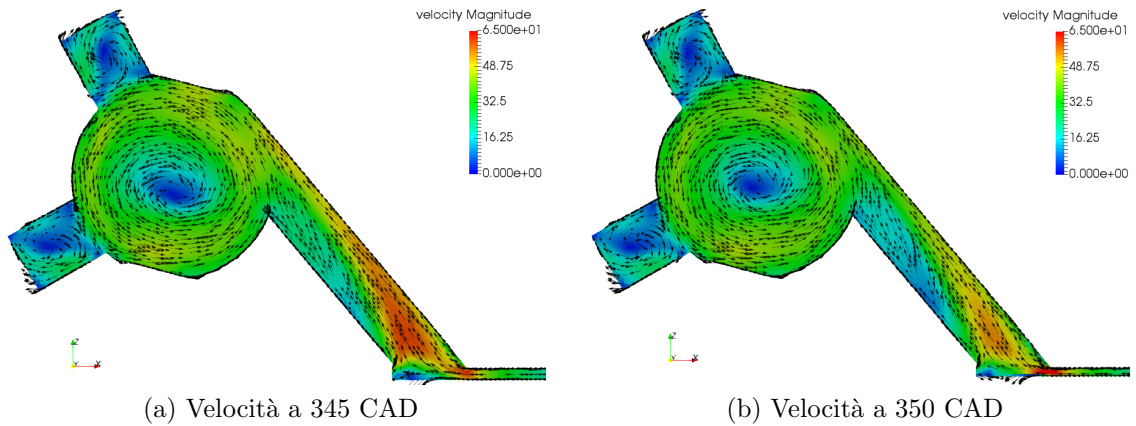 velocity Magnitude
6.500e+01
48.75
32.5
16.25
0.000e+00
Z
Y
X
(a) Velocità a 345 CAD
velocity Magnitude
6.500e+01
48.75
32.5
16.25
0.000e+00
Z
Y
X
(b) Velocità a 350 CAD